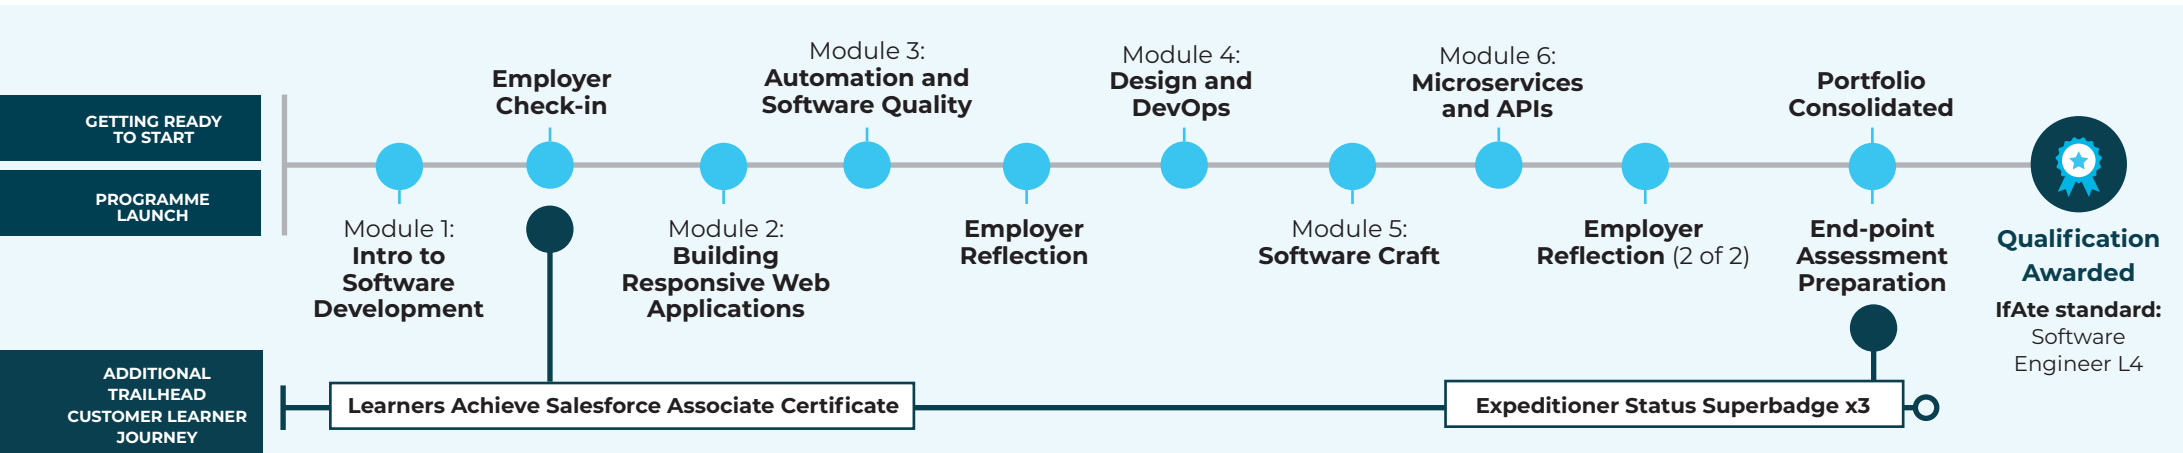 GETTING READY
TO START
PROGRAMME
LAUNCH
Module 1:
Intro to
Software
Development
Employer
Check-in
Module 2:
Building
Responsive Web
Applications
Module 3:
Automation and
Software Quality
Employer
Reflection
Module 4:
Design and
DevOps
Module 5:
Software Craft
Module 6:
Microservices
and APIs
Employer
Reflection (2 of 2)
Portfolio
Consolidated
End-point
Assessment
Preparation
Qualification
Awarded
IfAte standard:
Software
Engineer L4
ADDITIONAL
TRAILHEAD
CUSTOMER LEARNER
JOURNEY
Learners Achieve Salesforce Associate Certificate
Expeditioner Status Superbadge x3